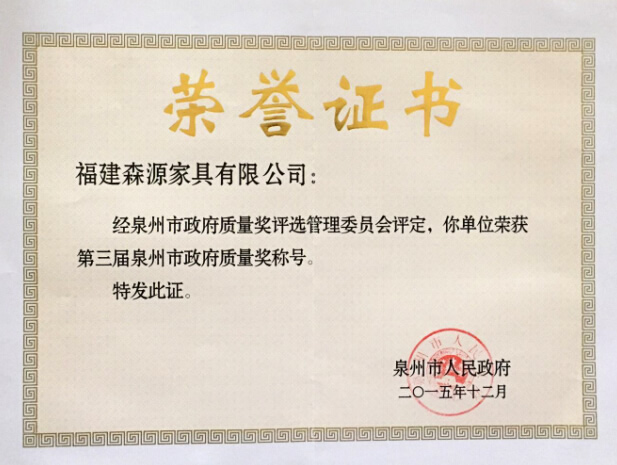 荣誉证书
福建森源家具有限公司：
经泉州市政府质量奖评选管理委员会评定，你单位荣获
第三届泉州市政府质量奖称号。
特发此证。
泉州市人民政府
二〇一五年十二月